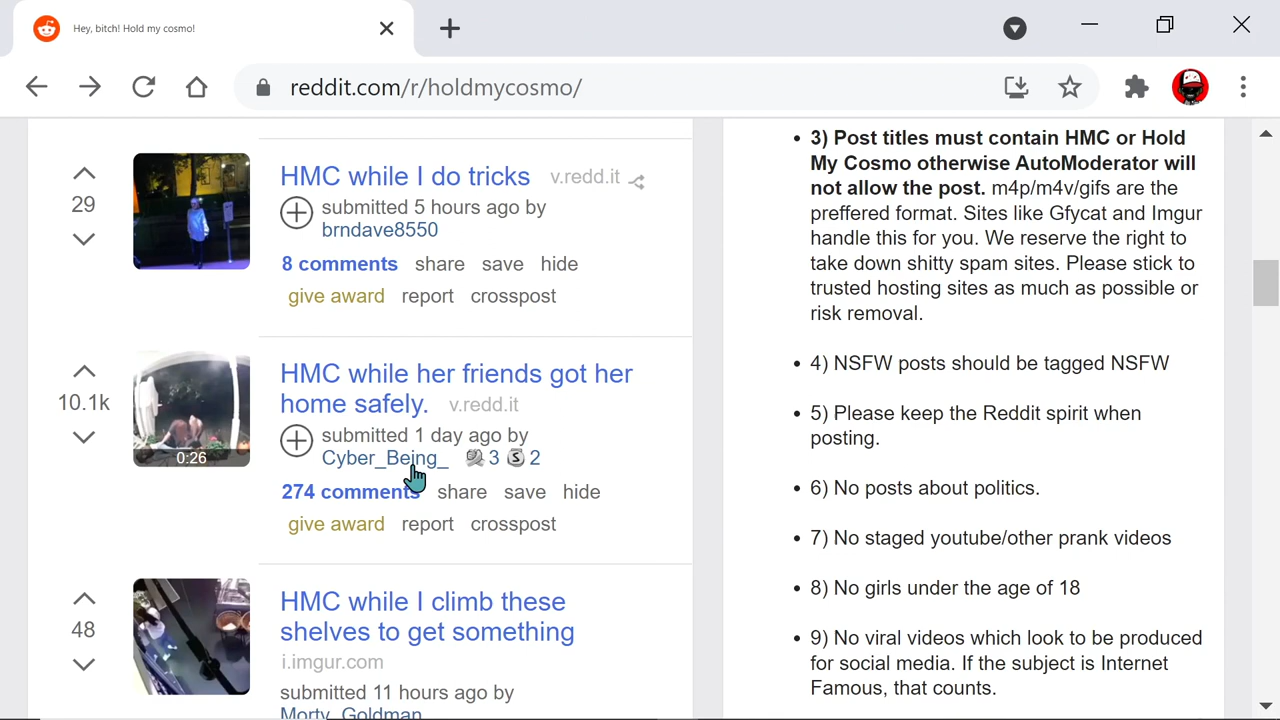 Hey, bitch! Hold my cosmo!
reddit.com/r/holdmycosmo/
29
HMC while I do tricks v.redd.it
submitted 5 hours ago by
brndave8550
8 comments share save hide
give award report crosspost
10.1k
0:26
HMC while her friends got her
home safely. v.redd.it
submitted 1 day ago by
Cyber_Being_ 3 S 2
274 comments share save hide
give award report crosspost
48
HMC while I climb these
shelves to get something
i.imgur.com
submitted 11 hours ago by
Morty_Goldman
• 3) Post titles must contain HMC or Hold
My Cosmo otherwise AutoModerator will
not allow the post. m4p/m4v/gifs are the
preffered format. Sites like Gfycat and Imgur
handle this for you. We reserve the right to
take down shitty spam sites. Please stick to
trusted hosting sites as much as possible or
risk removal.
• 4) NSFW posts should be tagged NSFW
• 5) Please keep the Reddit spirit when
posting.
• 6) No posts about politics.
• 7) No staged youtube/other prank videos
• 8) No girls under the age of 18
• 9) No viral videos which look to be produced
for social media. If the subject is Internet
Famous, that counts.